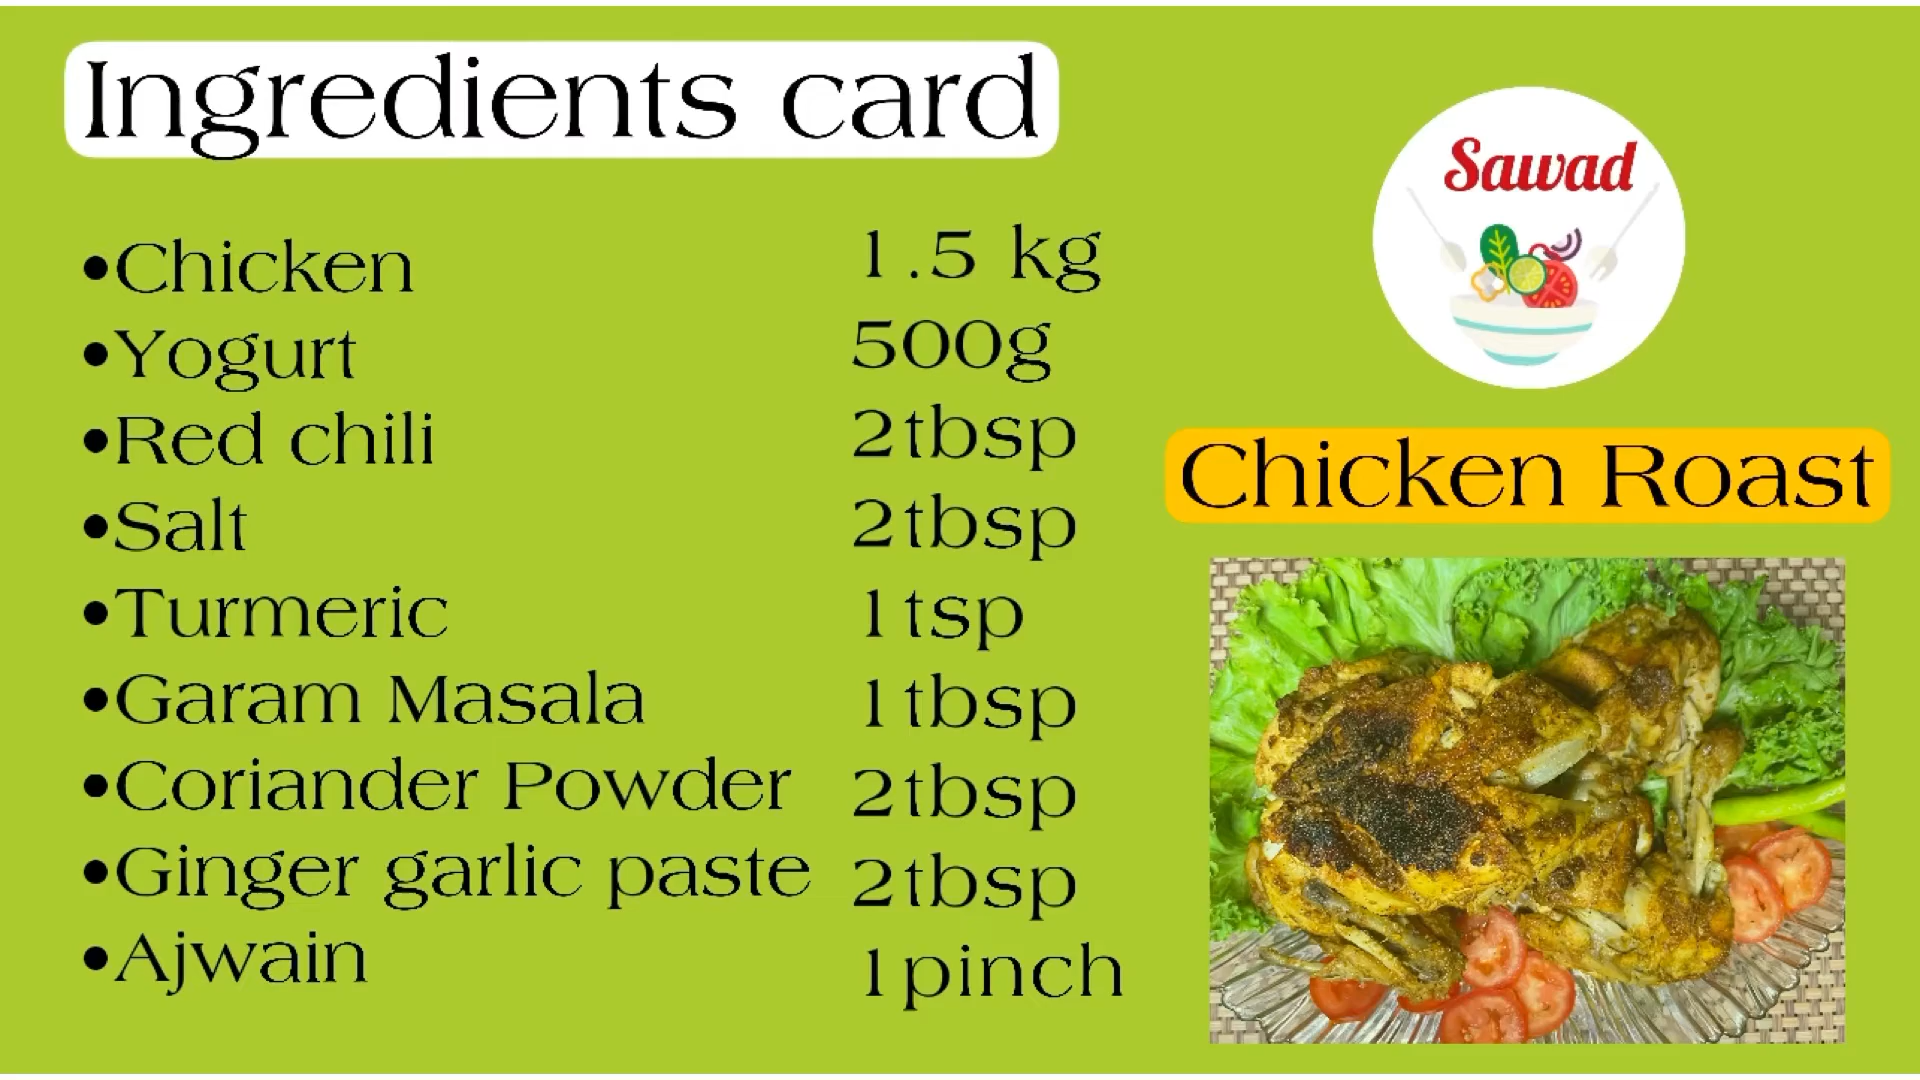 Ingredients card
Sawad
•Chicken 1.5 kg
•Yogurt 500g
•Red chili 2tbsp
•Salt 2tbsp
•Turmeric 1tsp
•Garam Masala 1tbsp
•Coriander Powder 2tbsp
•Ginger garlic paste 2tbsp
•Ajwain 1pinch
Chicken Roast